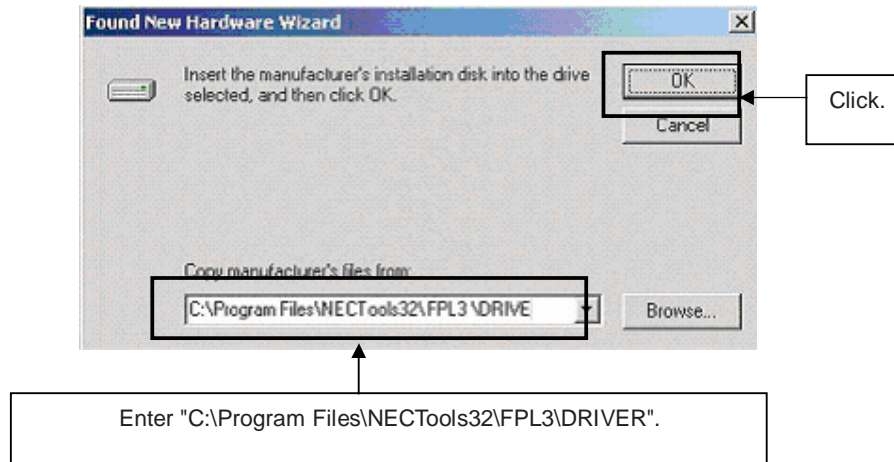 Found New Hardware Wizard
Insert the manufacturer's installation disk into the drive
selected, and then click OK.
OK
Click.
Cancel
Copy manufacturer's files from:
C:\Program Files\NECTools32\FPL3 \DRIVE
Browse...
Enter "C:\Program Files\NECTools32\FPL3\DRIVER".